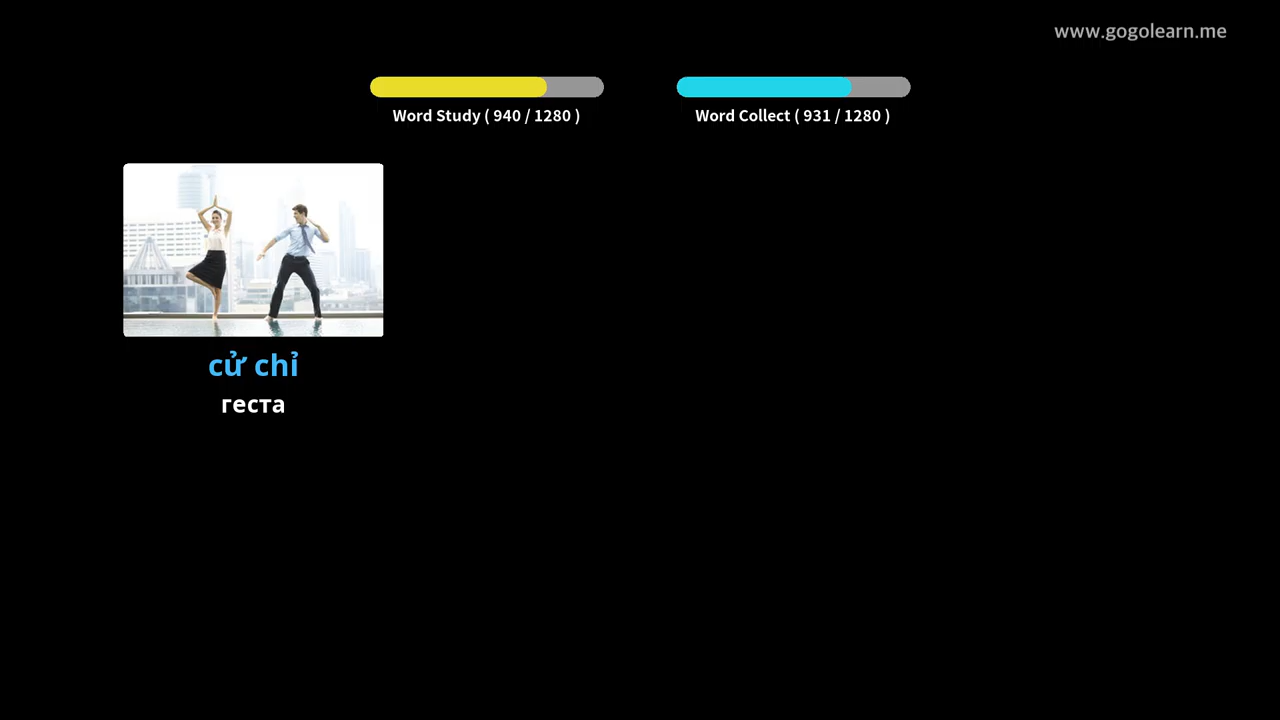 www.gogolearn.me
Word Study ( 940 / 1280 )
Word Collect ( 931 / 1280 )
cử chỉ
геста